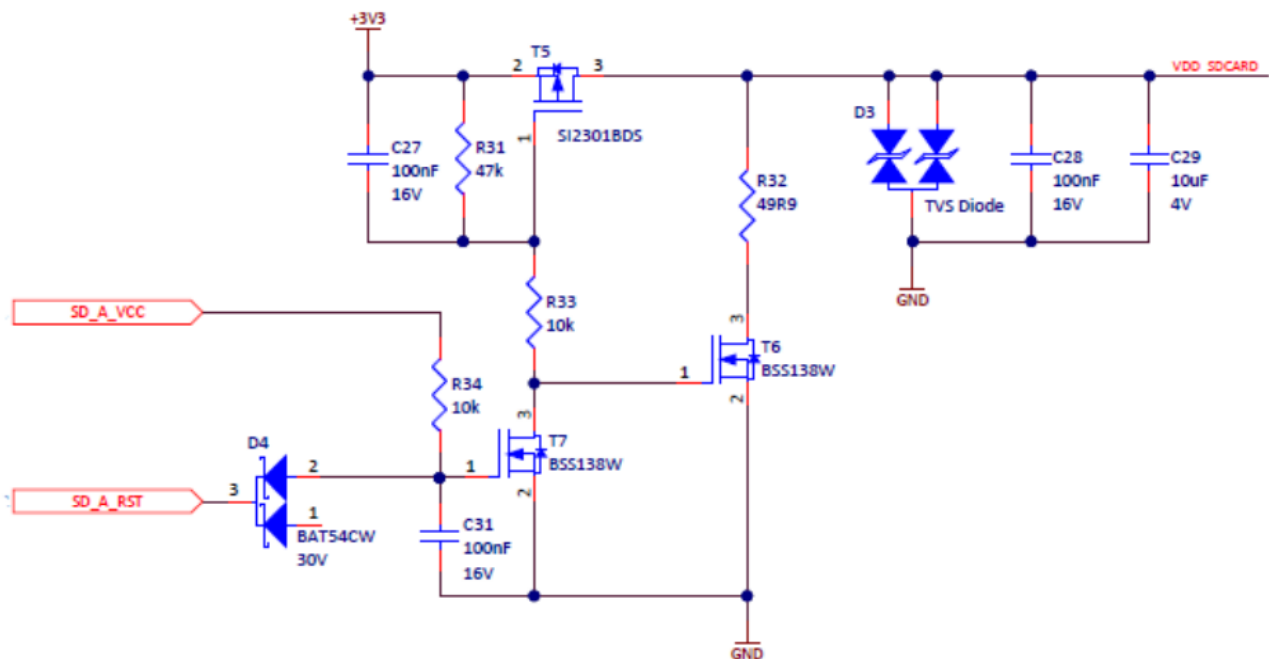 +3V3
T5
2
3
VDD_SDCARD
1
SI2301BDS
C27
100nF
16V
R31
47k
R32
49R9
D3
TVS Diode
C28
100nF
16V
C29
10uF
4V
GND
SD_A_VCC
R33
10k
R34
10k
3
T6
BSS138W
1
2
D4
3
T7
BSS138W
2
1
2
SD_A_RST
3
1
BAT54CW
30V
C31
100nF
16V
GND